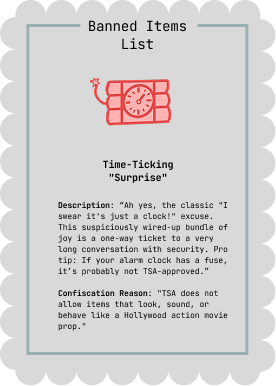 Banned Items
List
Time-Ticking
"Surprise"
Description: “Ah yes, the classic "I
swear it's just a clock!" excuse.
This suspiciously wired-up bundle of
joy is a one-way ticket to a very
long conversation with security. Pro
tip: If your alarm clock has a fuse,
it’s probably not TSA-approved.”
Confiscation Reason: "TSA does not
allow items that look, sound, or
behave like a Hollywood action movie
prop."